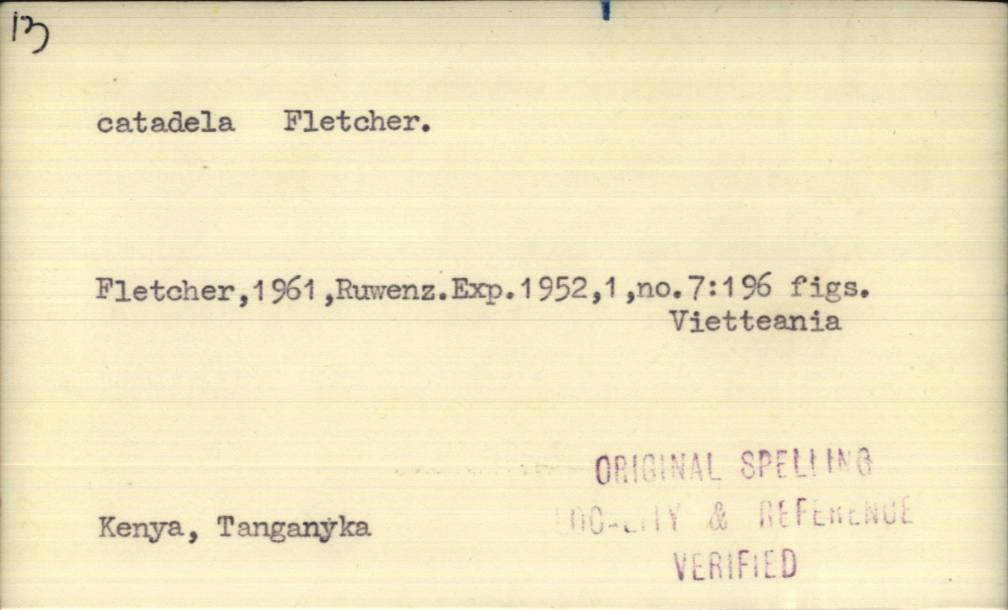 13
catadela Fletcher.
Fletcher,1961,Ruwenz.Exp.1952,1,no.7:196 figs.
Vietteania
ORIGINAL SPELLING
Kenya, Tanganyka
LOCALITY & REFERENCE
VERIFIED